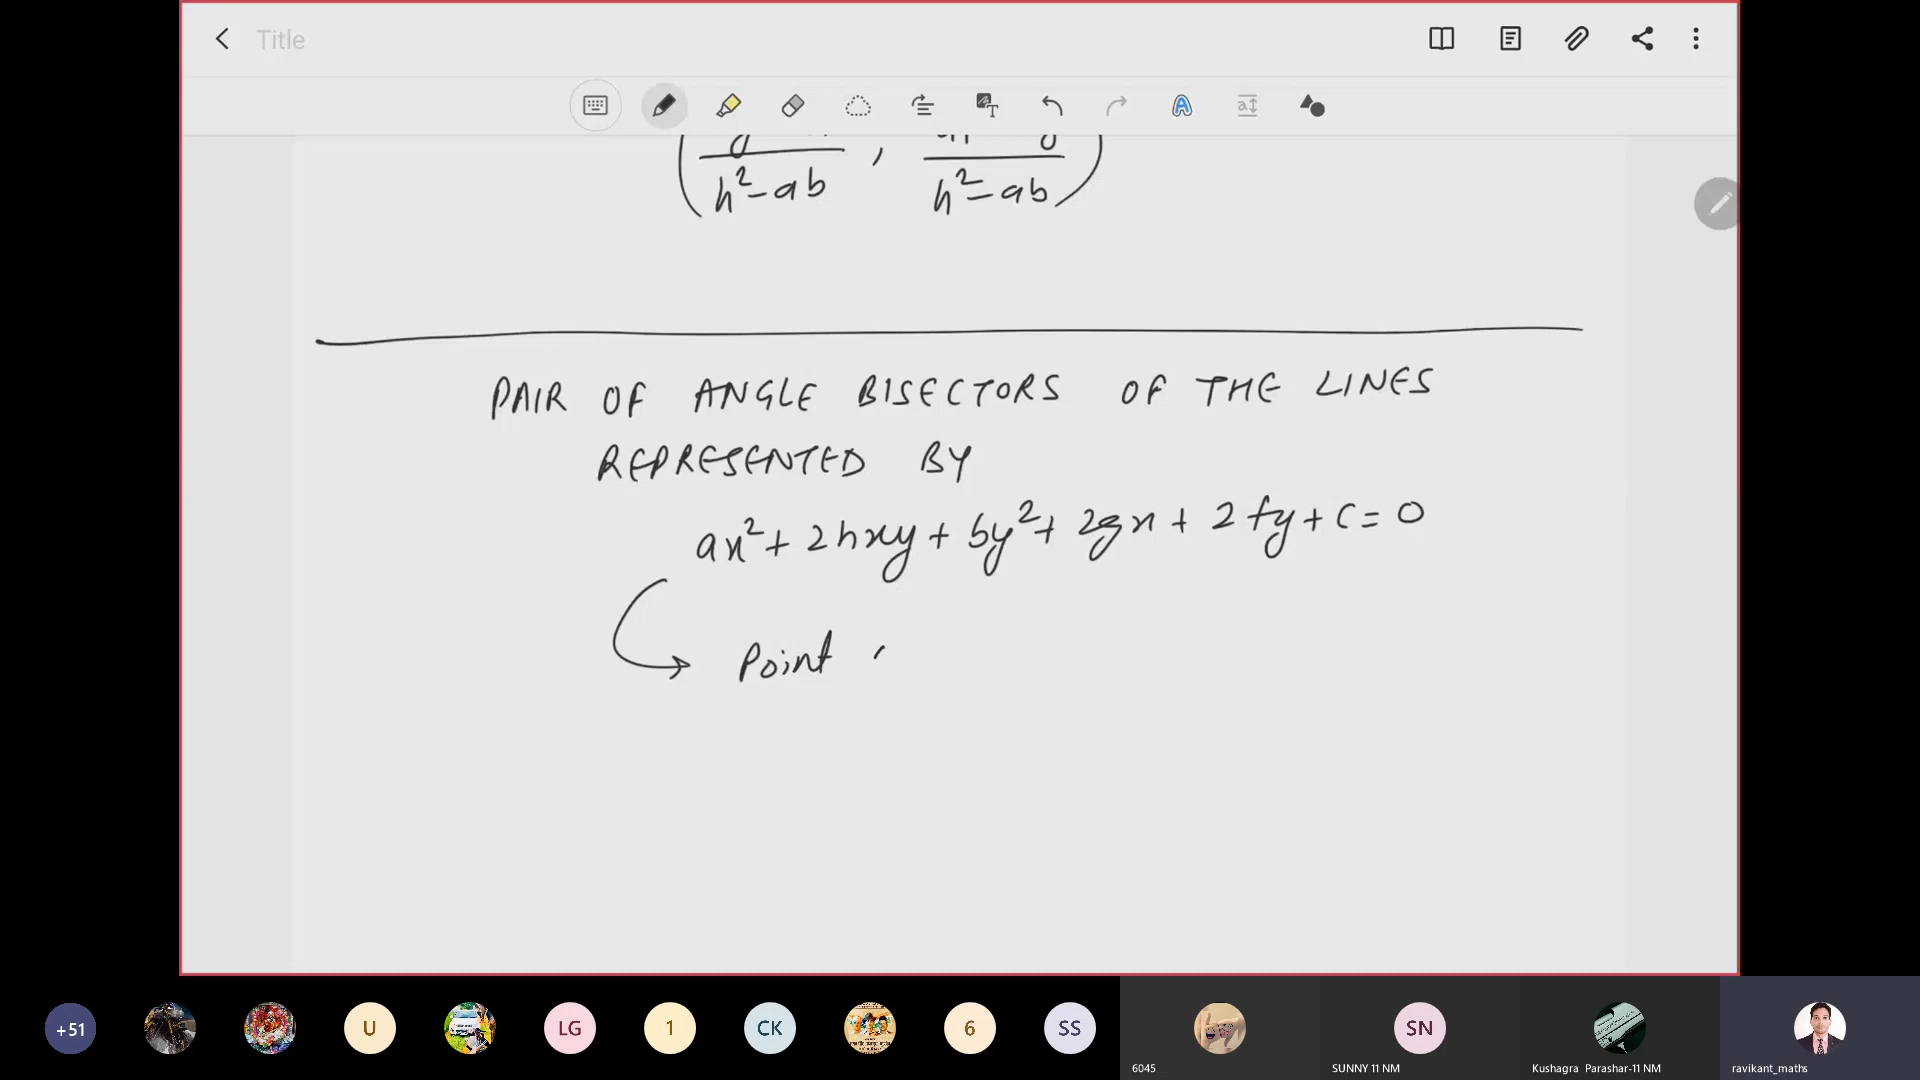 Title
h²-ab , h²-ab
PAIR OF ANGLE BISECTORS OF THE LINES
REPRESENTED BY
ax²+ 2hxy + by²+ 2gx + 2fy + c = 0
Point
+51 U LG 1 CK 6 SS SN
6045 SUNNY 11 NM Kushagra Parashar-11 NM ravikant_maths